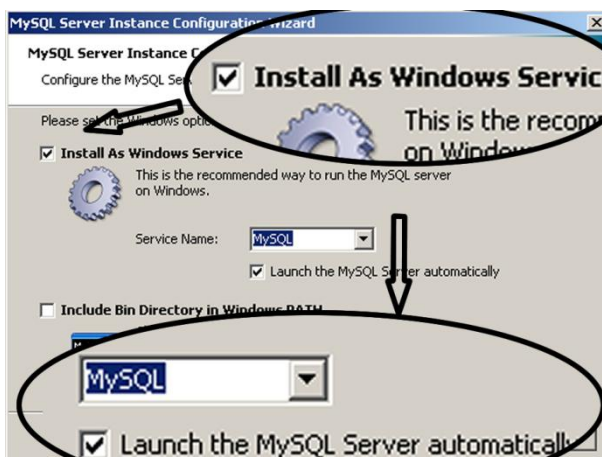 MySQL Server Instance Configuration Wizard
MySQL Server Instance C
Configure the MySQL Ser
Install As Windows Servic
This is the recom
on Window
Please set the Windows optio
Install As Windows Service
This is the recommended way to run the MySQL server
on Windows.
Service Name:
MySQL
Launch the MySQL Server automatically
Include Bin Directory in Windows PATH
MySQL
Launch the MySQL Server automatically